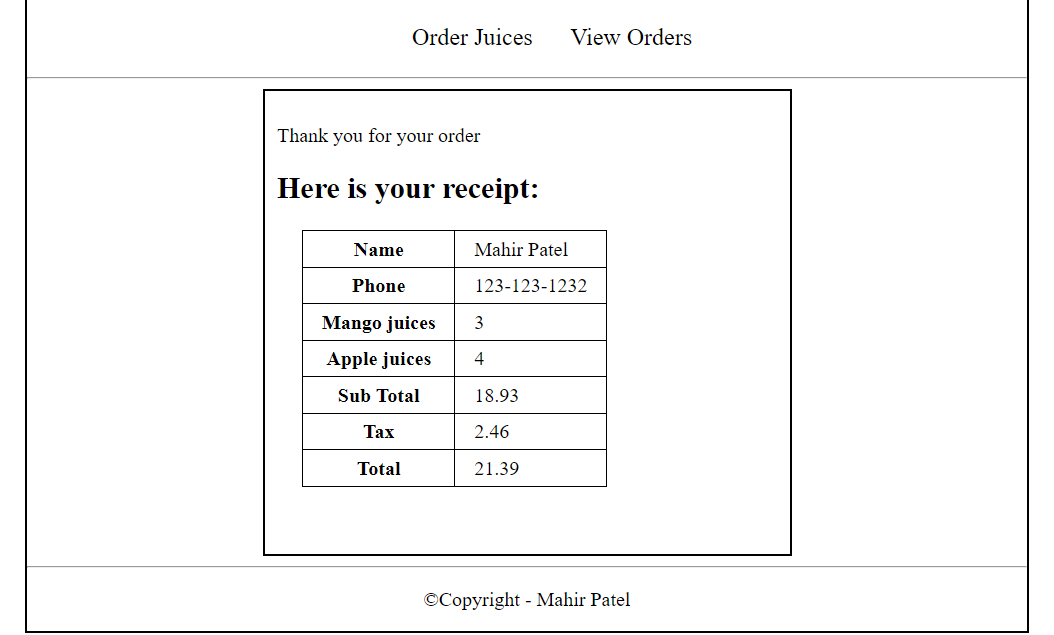 Order Juices View Orders
Thank you for your order
Here is your receipt:
Name Mahir Patel
Phone 123-123-1232
Mango juices 3
Apple juices 4
Sub Total 18.93
Tax 2.46
Total 21.39
©Copyright - Mahir Patel